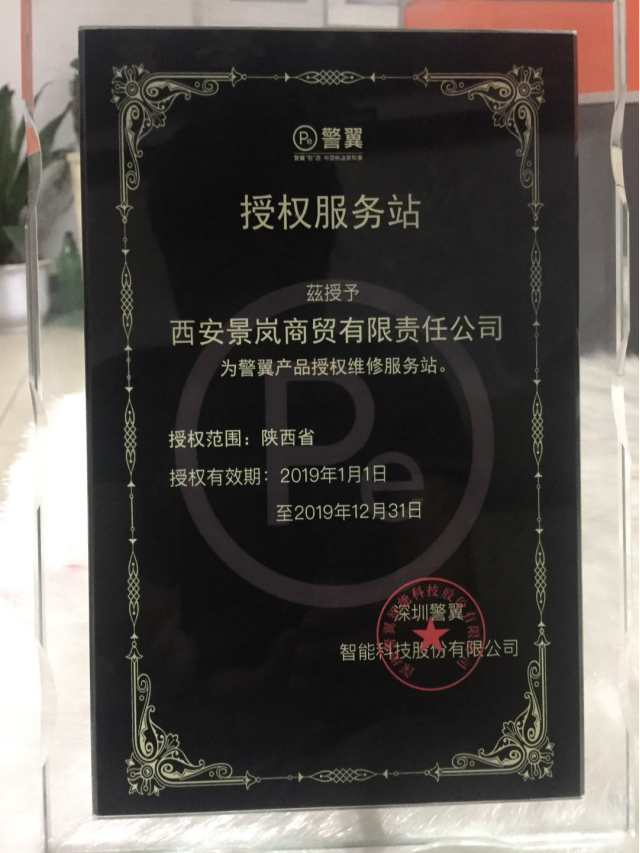 Pe 警翼
授权服务站
兹授予
西安景岚商贸有限责任公司
为警翼产品授权维修服务站。
授权范围：陕西省
授权有效期：2019年1月1日
至2019年12月31日
Pe
深圳警翼
智能科技股份有限公司